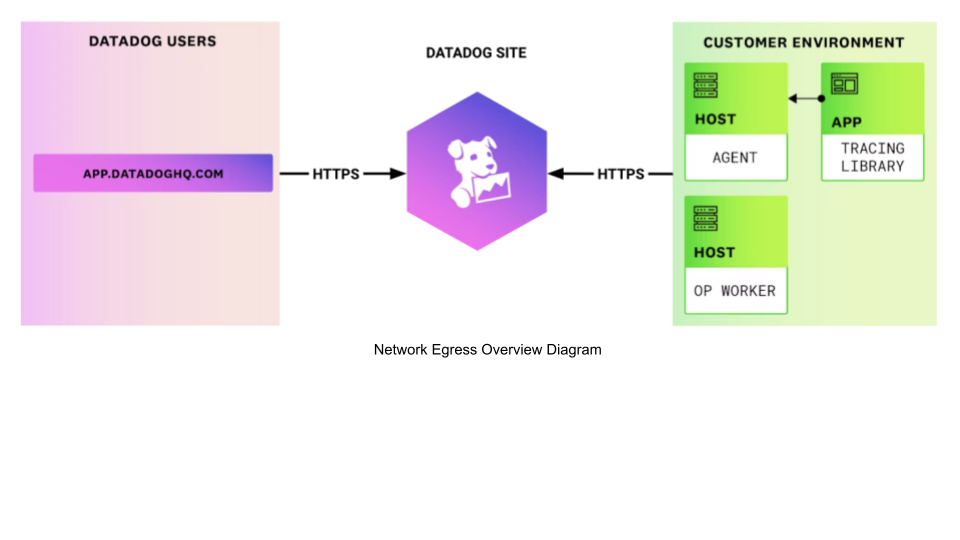 DATADOG USERS
APP.DATADOGHQ.COM
HTTPS
DATADOG SITE
HTTPS
CUSTOMER ENVIRONMENT
HOST
AGENT
APP
TRACING
LIBRARY
HOST
OP WORKER
Network Egress Overview Diagram